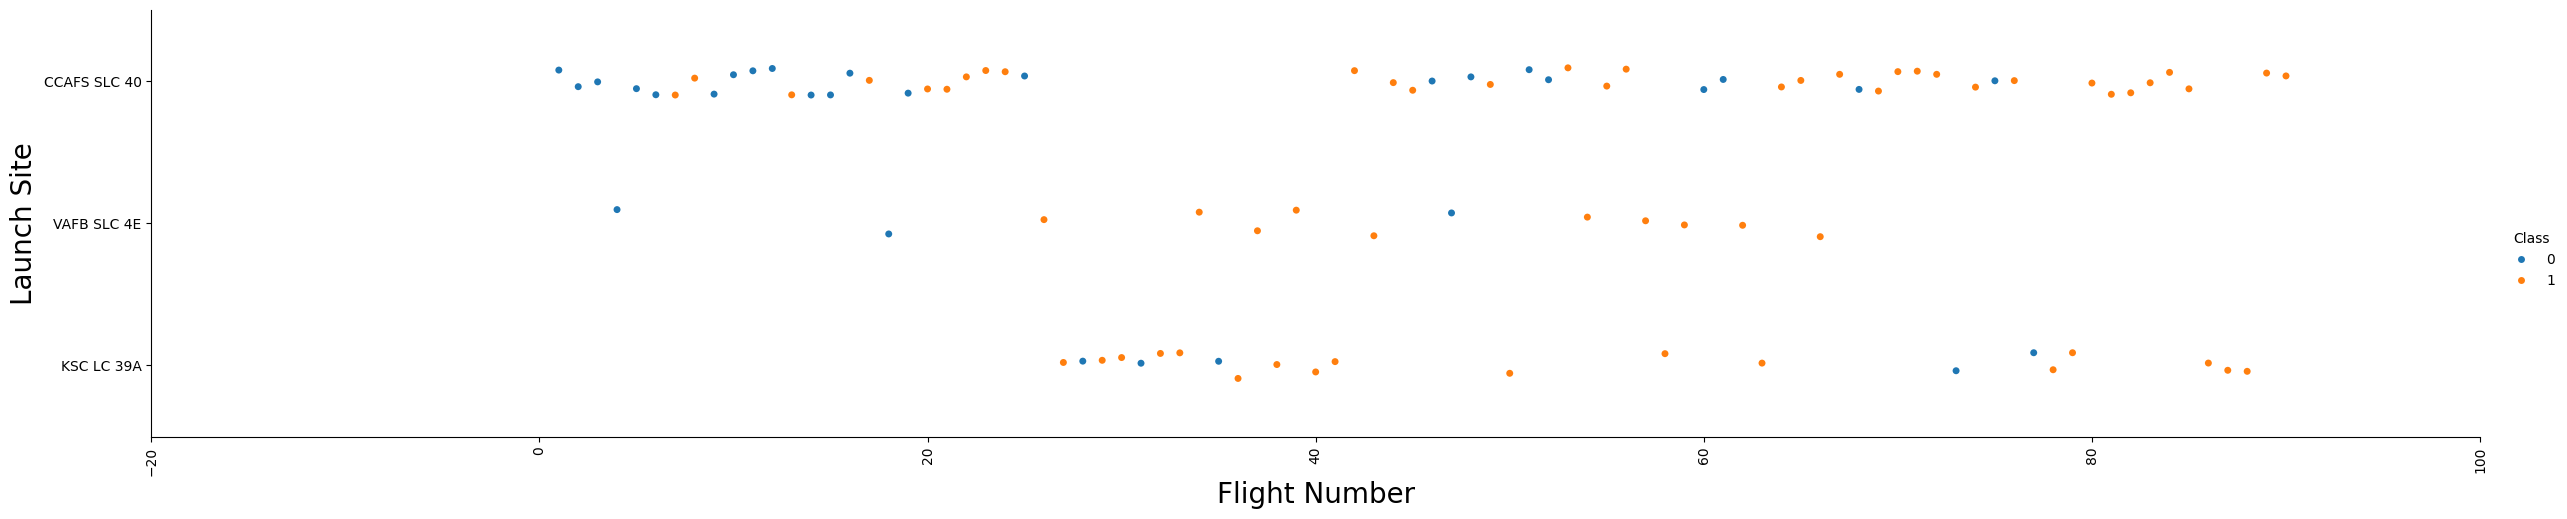 Launch Site
CCAFS SLC 40
VAFB SLC 4E
KSC LC 39A
−20
0
20
40
60
80
100
Flight Number
Class
0
1